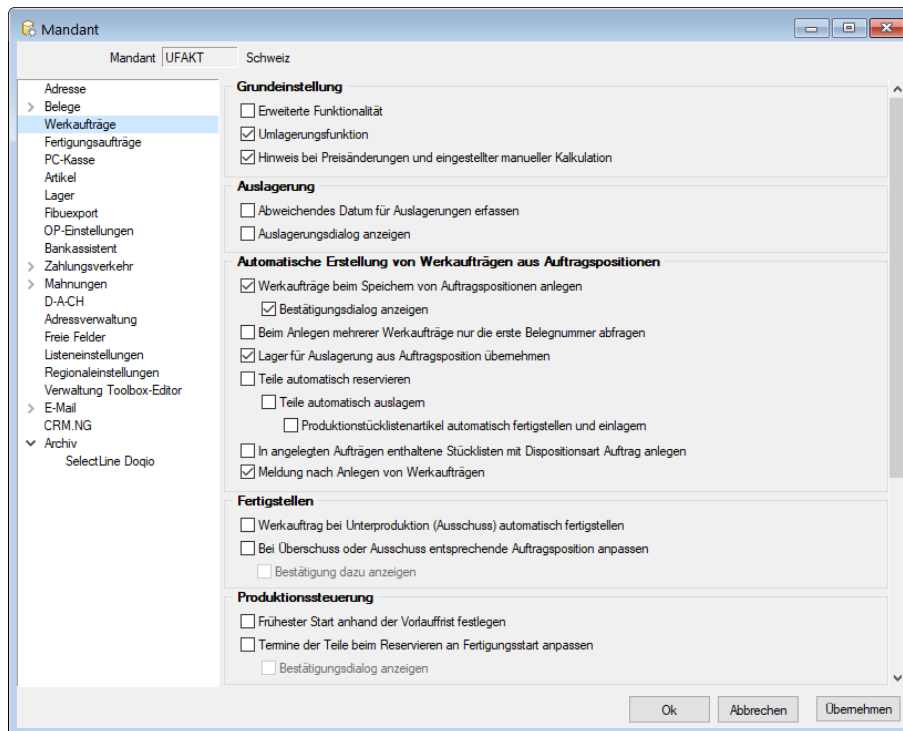 Mandant
Mandant UFAKT Schweiz
Adresse
Belege
Werkaufträge
Fertigungsaufträge
PC-Kasse
Artikel
Lager
Fibuexport
OP-Einstellungen
Bankassistent
Zahlungsverkehr
Mahnungen
D-A-CH
Adressverwaltung
Freie Felder
Listeneinstellungen
Regionaleinstellungen
Verwaltung Toolbox-Editor
E-Mail
CRM.NG
Archiv
SelectLine Doqio
Grundeinstellung
Erweiterte Funktionalität
Umlagerungsfunktion
Hinweis bei Preisänderungen und eingestellter manueller Kalkulation
Auslagerung
Abweichendes Datum für Auslagerungen erfassen
Auslagerungsdialog anzeigen
Automatische Erstellung von Werkaufträgen aus Auftragspositionen
Werkaufträge beim Speichern von Auftragspositionen anlegen
Bestätigungsdialog anzeigen
Beim Anlegen mehrerer Werkaufträge nur die erste Belegnummer abfragen
Lager für Auslagerung aus Auftragsposition übernehmen
Teile automatisch reservieren
Teile automatisch auslagern
Produktionstücklistenartikel automatisch fertigstellen und einlagern
In angelegten Aufträgen enthaltene Stücklisten mit Dispositionsart Auftrag anlegen
Meldung nach Anlegen von Werkaufträgen
Fertigstellen
Werkauftrag bei Unterproduktion (Ausschuss) automatisch fertigstellen
Bei Überschuss oder Ausschuss entsprechende Auftragsposition anpassen
Bestätigung dazu anzeigen
Produktionssteuerung
Frühester Start anhand der Vorlauffrist festlegen
Termine der Teile beim Reservieren an Fertigungsstart anpassen
Bestätigungsdialog anzeigen
Ok Abbrechen Übernehmen